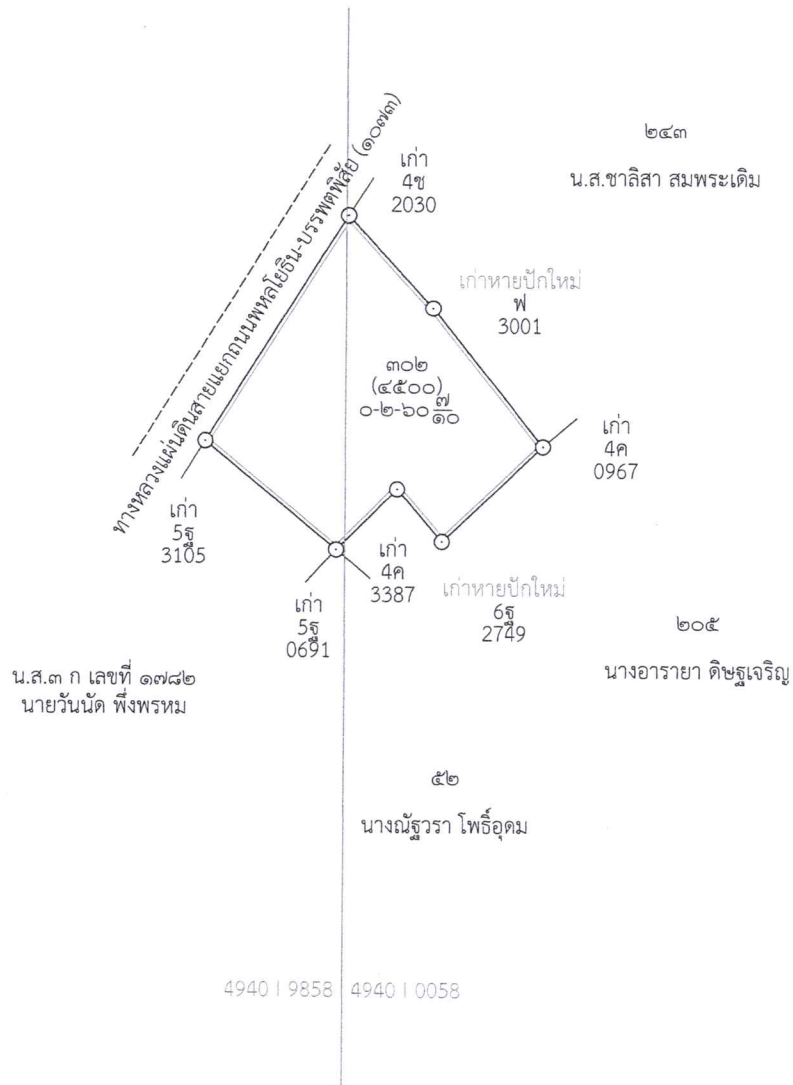 ทางหลวงแผ่นดินสายแยกถนนพหลโยธิน-บรรพตพิสัย (๑๐๗๓)
๒๔๓
น.ส.ชาลิสา สมพระเดิม
เก่า
4ช
2030
เก่าหายปักใหม่
ฬ
3001
๓๐๒
(๔๕๐๐)
๐-๒-๖๐ ๗/๑๐
เก่า
4ค
0967
เก่า
5ฐ
3105
เก่า
4ค
3387
เก่าหายปักใหม่
6ฐ
2749
เก่า
5ฐ
0691
๒๐๕
นางอารายา ดิษฐเจริญ
น.ส.๓ ก เลขที่ ๑๗๘๒
นายวันนัด พึ่งพรหม
๕๒
นางณัฐวรา โพธิ์อุดม
4940 I 9858 4940 I 0058